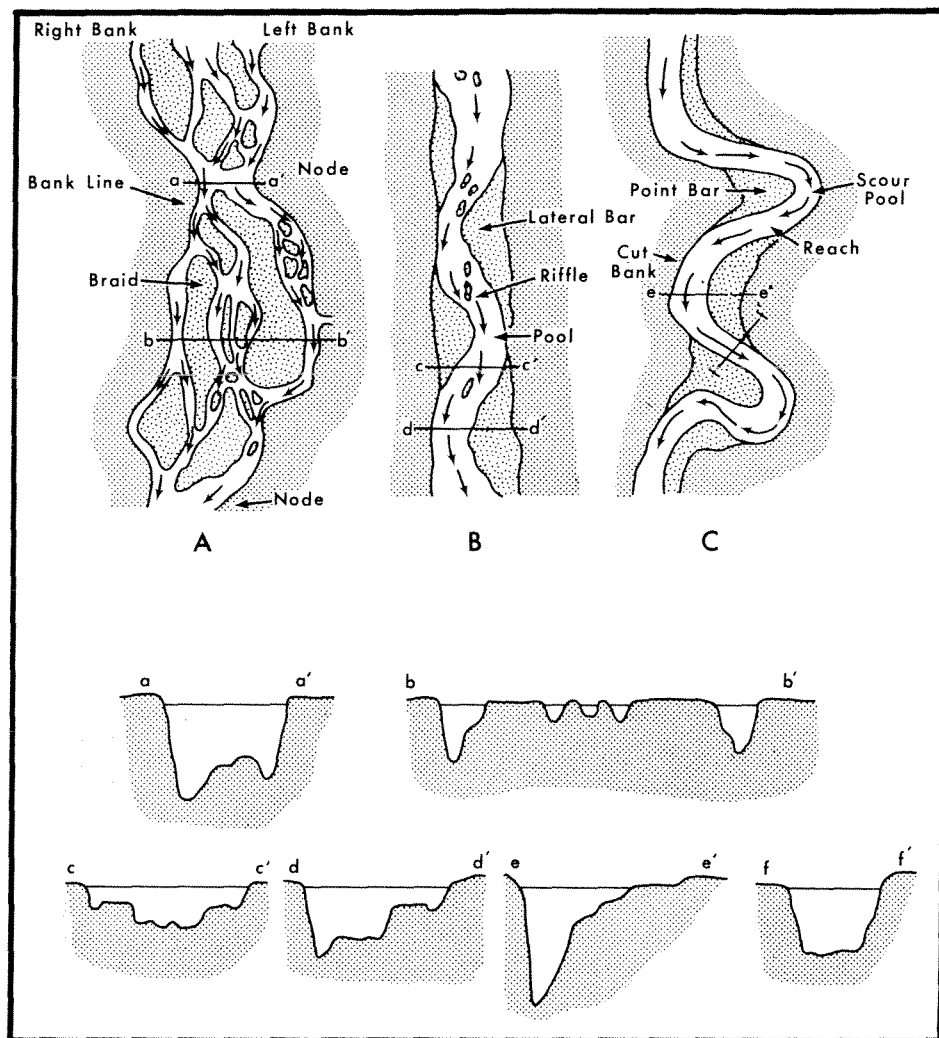 Right Bank Left Bank
Bank Line
a a′
Node
Braid
b b′
Node
A
Lateral Bar
Riffle
Pool
c c′
d d′
B
Point Bar
Scour
Pool
Reach
Cut
Bank
e e"
C
a a′
b b′
c c′
d d′
e e′
f f′